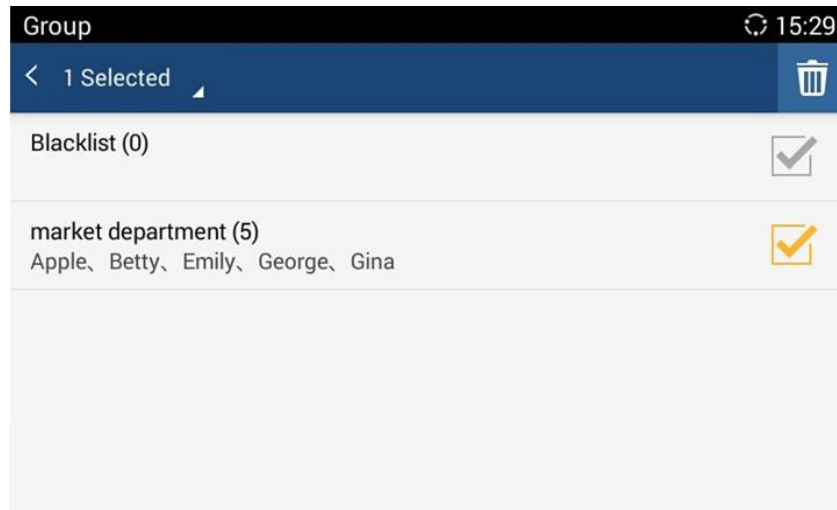 Group 15:29
1 Selected
Blacklist (0)
market department (5)
Apple、Betty、Emily、George、Gina